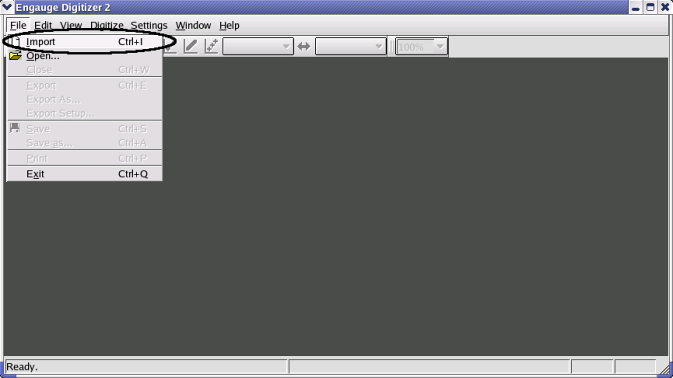 Engauge Digitizer 2
File Edit View Digitize Settings Window Help
Import Ctrl+I
100%
Open...
Close Ctrl+W
Export Ctrl+E
Export As...
Export Setup...
Save Ctrl+S
Save as... Ctrl+A
Print Ctrl+P
Exit Ctrl+Q
Ready.